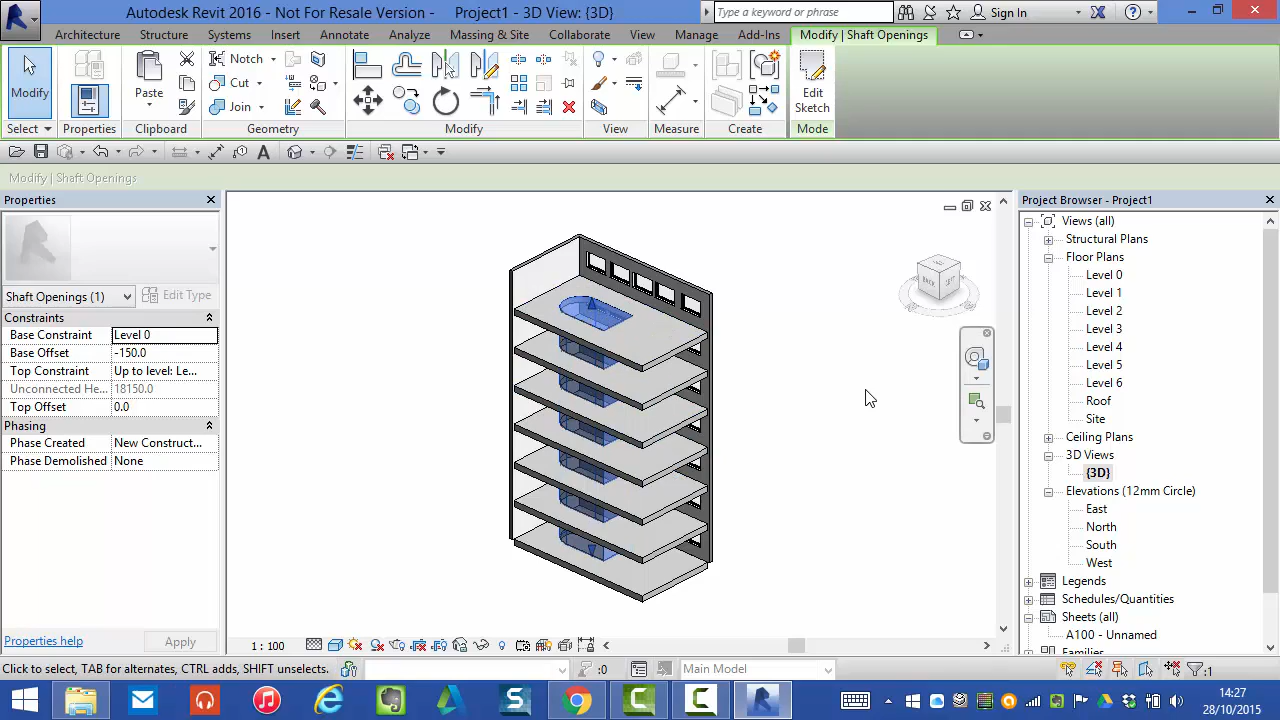 Autodesk Revit 2016 - Not For Resale Version - Project1 - 3D View: {3D}
Type a keyword or phrase
Sign In
Architecture Structure Systems Insert Annotate Analyze Massing & Site Collaborate View Manage Add-Ins Modify | Shaft Openings
Modify
Paste
Notch
Cut
Join
Edit Sketch
Select Properties Clipboard Geometry Modify View Measure Create Mode
Modify | Shaft Openings
Properties
Shaft Openings (1)
Edit Type
Constraints
Base Constraint Level 0
Base Offset -150.0
Top Constraint Up to level: Le...
Unconnected He... 18150.0
Top Offset 0.0
Phasing
Phase Created New Construct...
Phase Demolished None
Properties help
Apply
BACK LEFT
1 : 100
Project Browser - Project1
Views (all)
Structural Plans
Floor Plans
Level 0
Level 1
Level 2
Level 3
Level 4
Level 5
Level 6
Roof
Site
Ceiling Plans
3D Views
{3D}
Elevations (12mm Circle)
East
North
South
West
Legends
Schedules/Quantities
Sheets (all)
A100 - Unnamed
Families
Click to select, TAB for alternates, CTRL adds, SHIFT unselects.
:0
Main Model
:1
14:27
28/10/2015